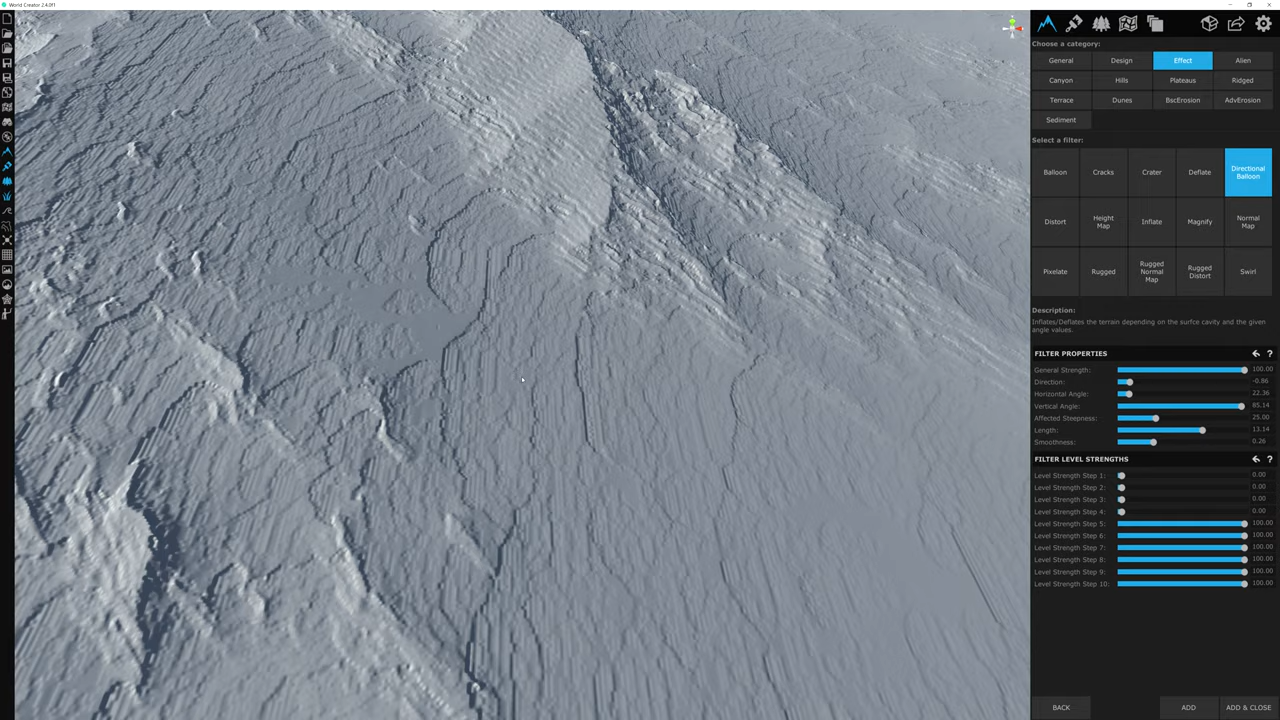 World Creator 2.4.0f1
Choose a category:
General Design Effect Alien
Canyon Hills Plateaus Ridged
Terrace Dunes BscErosion AdvErosion
Sediment
Select a filter:
Balloon Cracks Crater Deflate Directional Balloon
Distort Height Map Inflate Magnify Normal Map
Pixelate Rugged Rugged Normal Map Rugged Distort Swirl
Description:
Inflates/Deflates the terrain depending on the surfce cavity and the given
angle values.
FILTER PROPERTIES ?
General Strength: 100.00
Direction: -0.86
Horizontal Angle: 22.36
Vertical Angle: 85.14
Affected Steepness: 25.00
Length: 13.14
Smoothness: 0.26
FILTER LEVEL STRENGTHS ?
Level Strength Step 1: 0.00
Level Strength Step 2: 0.00
Level Strength Step 3: 0.00
Level Strength Step 4: 0.00
Level Strength Step 5: 100.00
Level Strength Step 6: 100.00
Level Strength Step 7: 100.00
Level Strength Step 8: 100.00
Level Strength Step 9: 100.00
Level Strength Step 10: 100.00
BACK ADD ADD & CLOSE